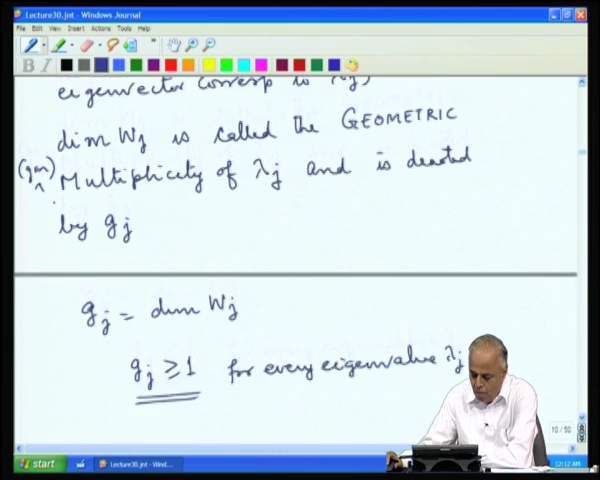 Lecture30.jnt - Windows Journal
File Edit View Insert Actions Tools Help
eigenvector corresp to λj)
dim Wj is called the GEOMETRIC
(gm) Multiplicity of λj and is denoted
by gj
gj = dim Wj
gj ≥ 1 for every eigenvalue λj
10 / 50
start
Lecture30.jnt - Wind...
12:12 AM